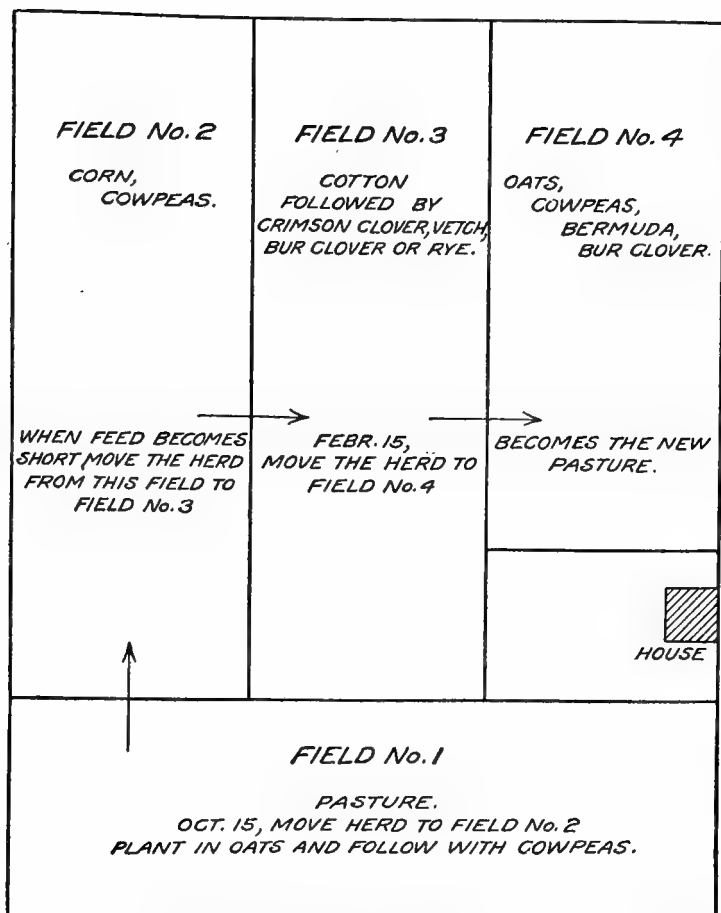 FIELD No. 2
CORN,
COWPEAS.
WHEN FEED BECOMES
SHORT, MOVE THE HERD
FROM THIS FIELD TO
FIELD No. 3
FIELD No. 3
COTTON
FOLLOWED BY
CRIMSON CLOVER, VETCH,
BUR CLOVER OR RYE.
FEBR. 15,
MOVE THE HERD TO
FIELD No. 4
FIELD No. 4
OATS,
COWPEAS,
BERMUDA,
BUR CLOVER.
BECOMES THE NEW
PASTURE.
HOUSE
FIELD No. 1
PASTURE.
OCT. 15, MOVE HERD TO FIELD No. 2
PLANT IN OATS AND FOLLOW WITH COWPEAS.